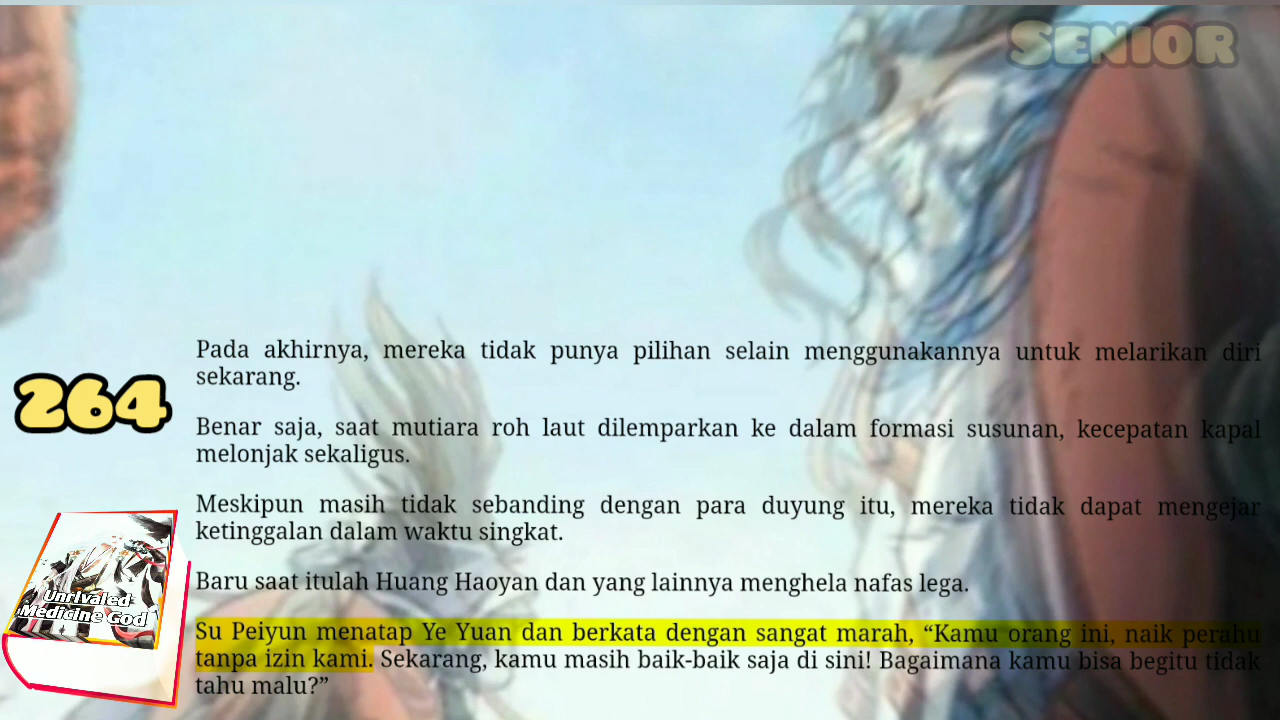 SENIOR
Pada akhirnya, mereka tidak punya pilihan selain menggunakannya untuk melarikan diri
sekarang.
264
Benar saja, saat mutiara roh laut dilemparkan ke dalam formasi susunan, kecepatan kapal
melonjak sekaligus.
Meskipun masih tidak sebanding dengan para duyung itu, mereka tidak dapat mengejar
ketinggalan dalam waktu singkat.
Baru saat itulah Huang Haoyan dan yang lainnya menghela nafas lega.
Unrivaled
Medicine God
Su Peiyun menatap Ye Yuan dan berkata dengan sangat marah, “Kamu orang ini, naik perahu
tanpa izin kami. Sekarang, kamu masih baik-baik saja di sini! Bagaimana kamu bisa begitu tidak
tahu malu?”